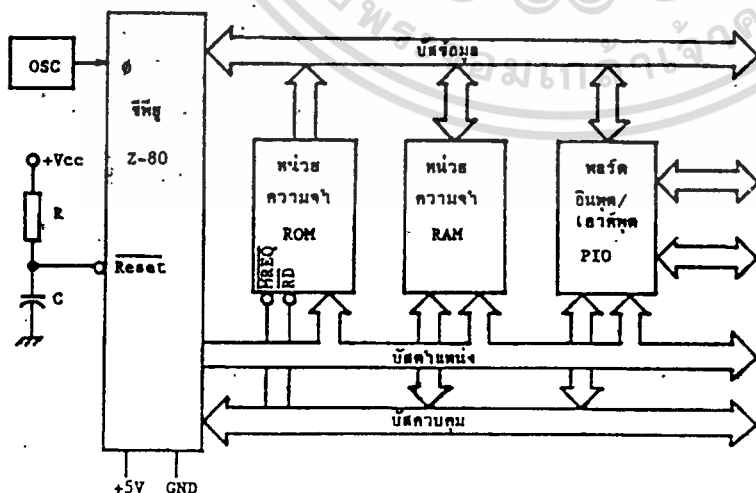 บัสข้อมูล
OSC
ø
ซีพียู
Z-80
+Vcc
R
Reset
C
หน่วย
ความจำ
ROM
MREQ
RD
หน่วย
ความจำ
RAM
พอร์ต
อินพุต/
เอาต์พุต
PIO
บัสตำแหน่ง
บัสควบคุม
+5V
GND